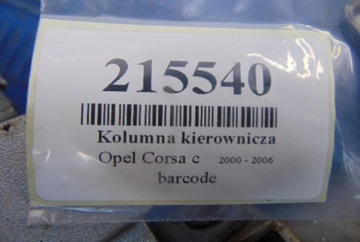 215540
Kolumna kierownicza
Opel Corsa c 2000 - 2006
barcode